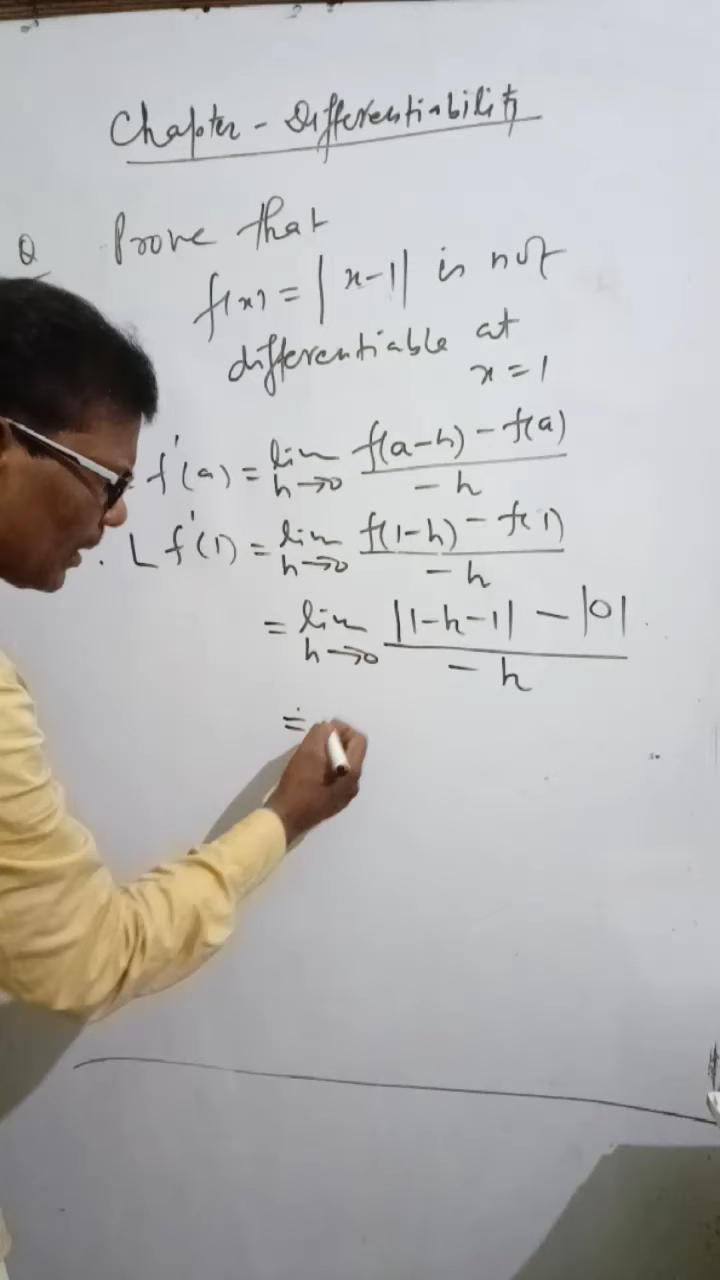 Chapter - Differentiability
Q Prove that
f(x) = |x-1| is not
differentiable at
x = 1
f'(a) = lim h→0 f(a-h) - f(a) / -h
. L f'(1) = lim h→0 f(1-h) - f(1) / -h
= lim h→0 |1-h-1| - |0| / -h
=